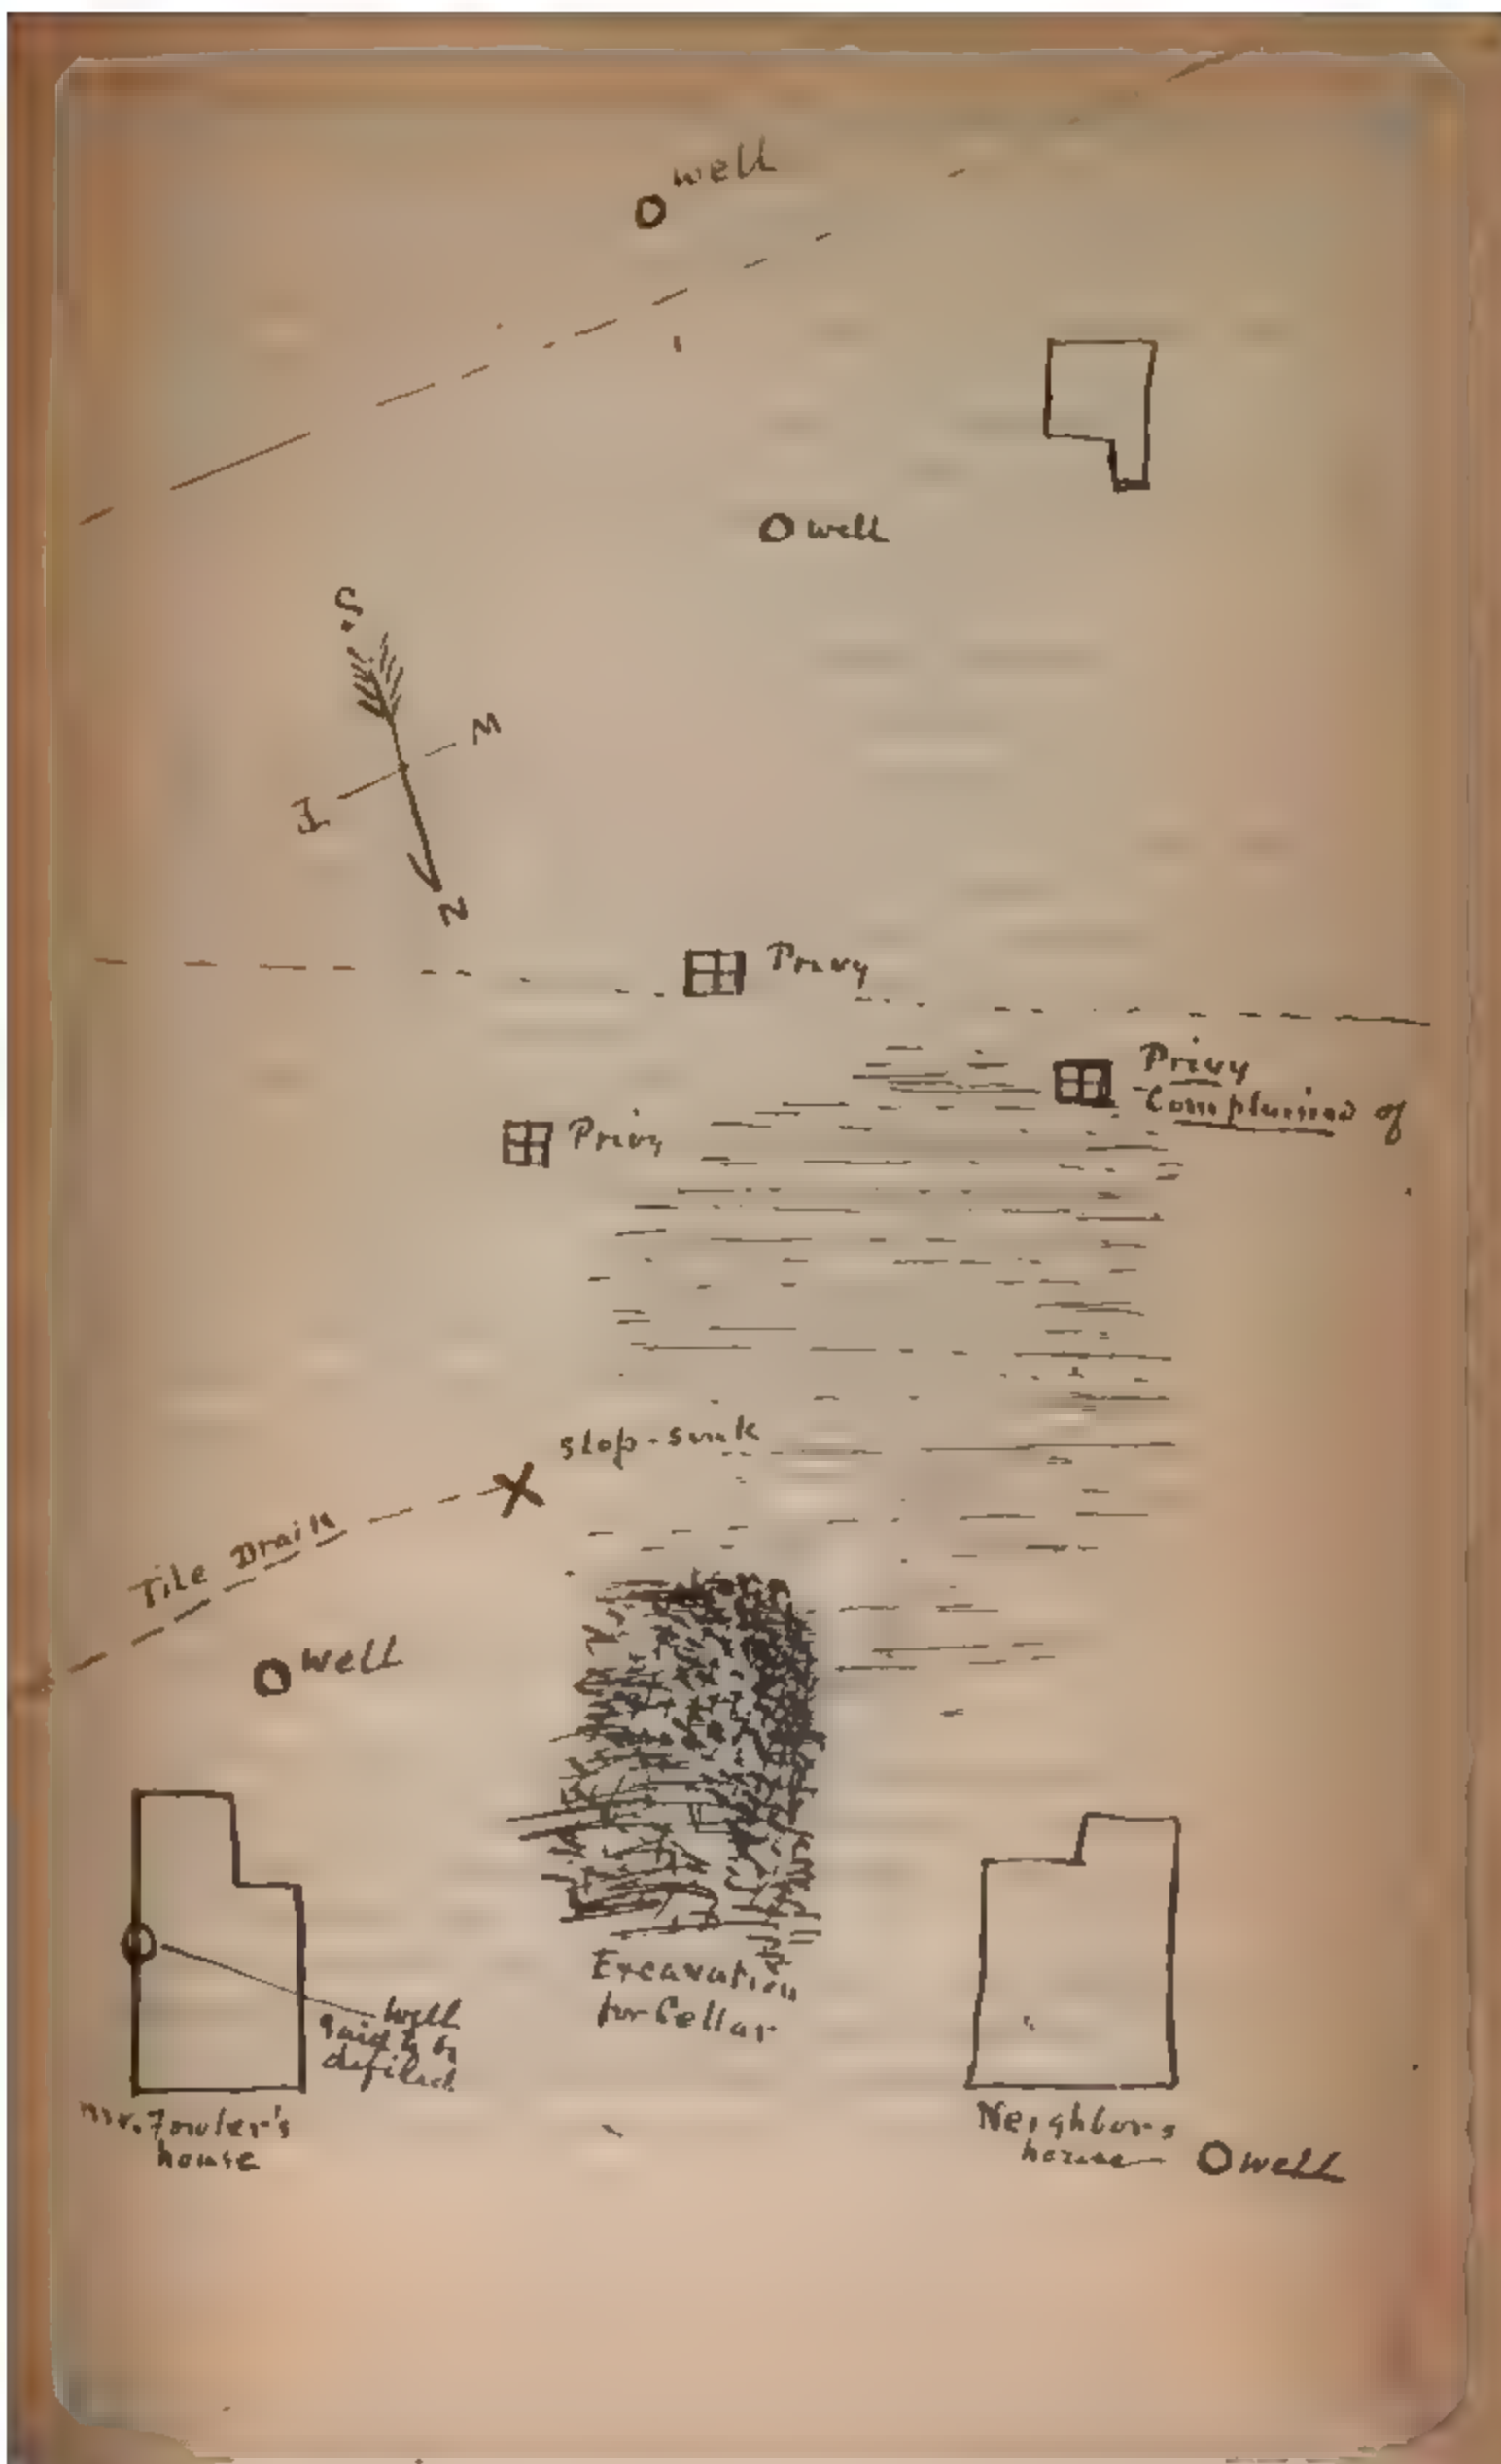 well
well
S.
W
E
N
Privy
Privy
Complained of
Privy
Slop-sink
Tile Drain
well
Excavation
for Cellar
well
said to be
defiled
Mr. Fowler's
house
Neighbors
house
well